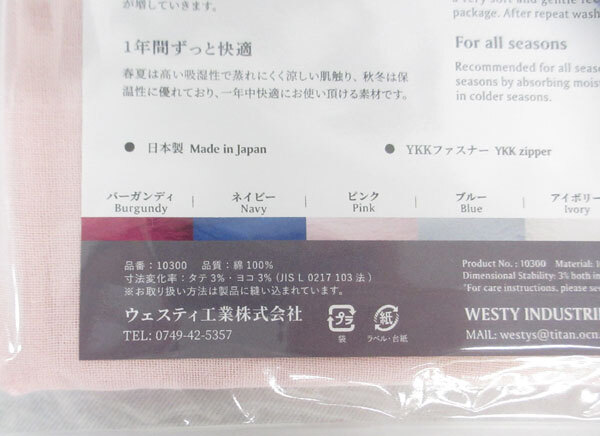 が増していきます。
1年間ずっと快適
春夏は高い吸湿性で蒸れにくく涼しい肌触り、秋冬は保
温性に優れており、一年中快適にお使い頂ける素材です。
package. After repeat wash
For all seasons
Recommended for all seas
seasons by absorbing mois
in colder seasons.
● 日本製 Made in Japan
● YKKファスナー YKK zipper
バーガンディ
Burgundy
ネイビー
Navy
ピンク
Pink
ブルー
Blue
アイボリー
Ivory
品番：10300 品質：綿100%
寸法変化率：タテ3%・ヨコ3% (JIS L 0217 103 法)
※お取り扱い方法は製品に縫い込まれています。
ウェスティ工業株式会社
TEL: 0749-42-5357
プラ
袋
紙
ラベル・台紙
Product No. : 10300 Material: 1
Dimensional Stability: 3% both in
*For care instructions, please se
WESTY INDUSTRI
MAIL: westys@titan.ocn.